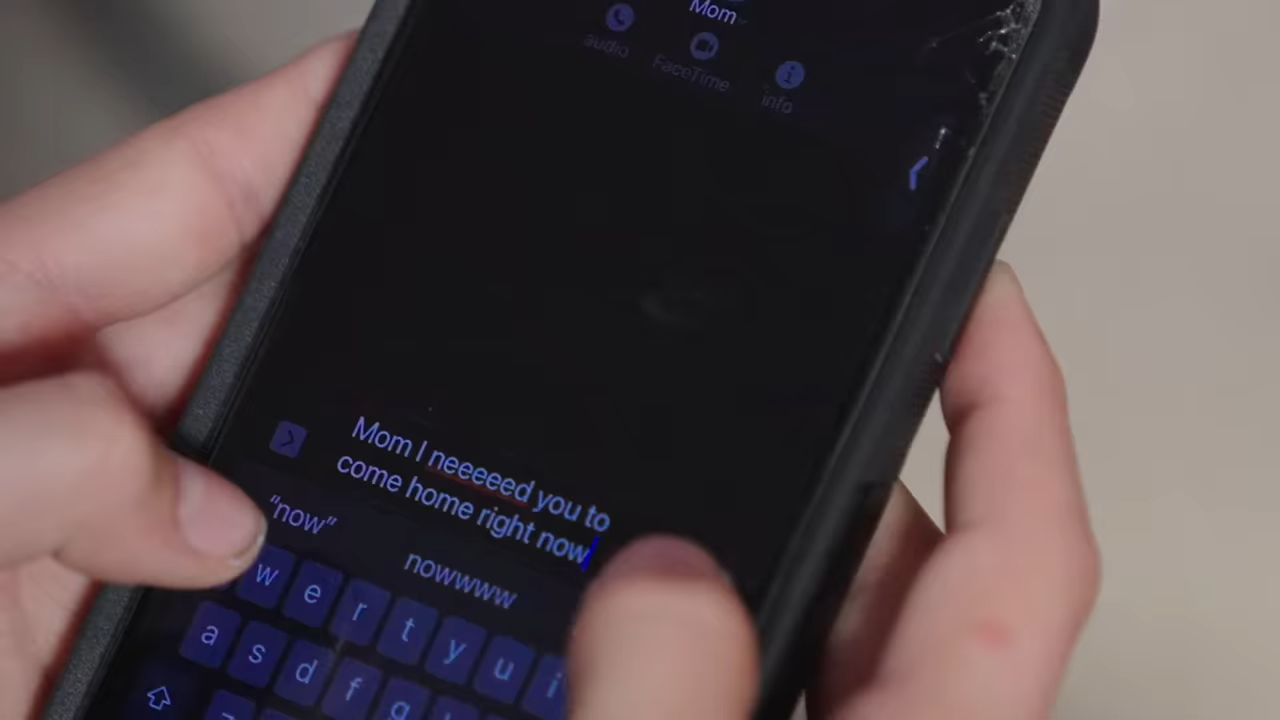 Mom
audio
FaceTime
info
Mom I neeeeed you to
come home right now
"now"
nowwww
w e r t y u i
a s d f g